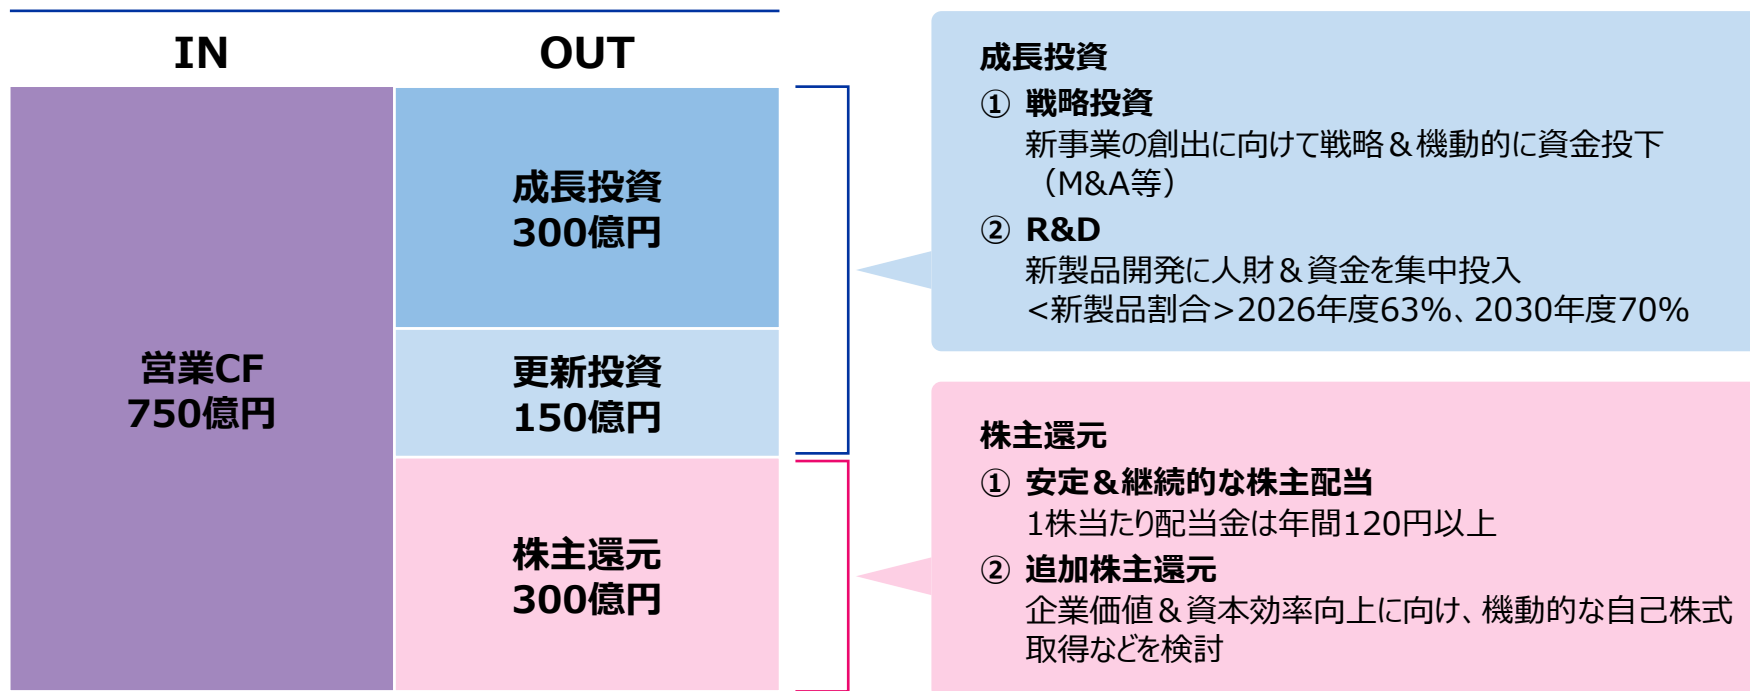 IN
OUT
営業CF
750億円
成長投資
300億円
更新投資
150億円
株主還元
300億円
成長投資
① 戦略投資
新事業の創出に向けて戦略&機動的に資金投下
（M&A等）
② R&D
新製品開発に人財&資金を集中投入
<新製品割合>2026年度63%、2030年度70%
株主還元
① 安定&継続的な株主配当
1株当たり配当金は年間120円以上
② 追加株主還元
企業価値&資本効率向上に向け、機動的な自己株式
取得などを検討